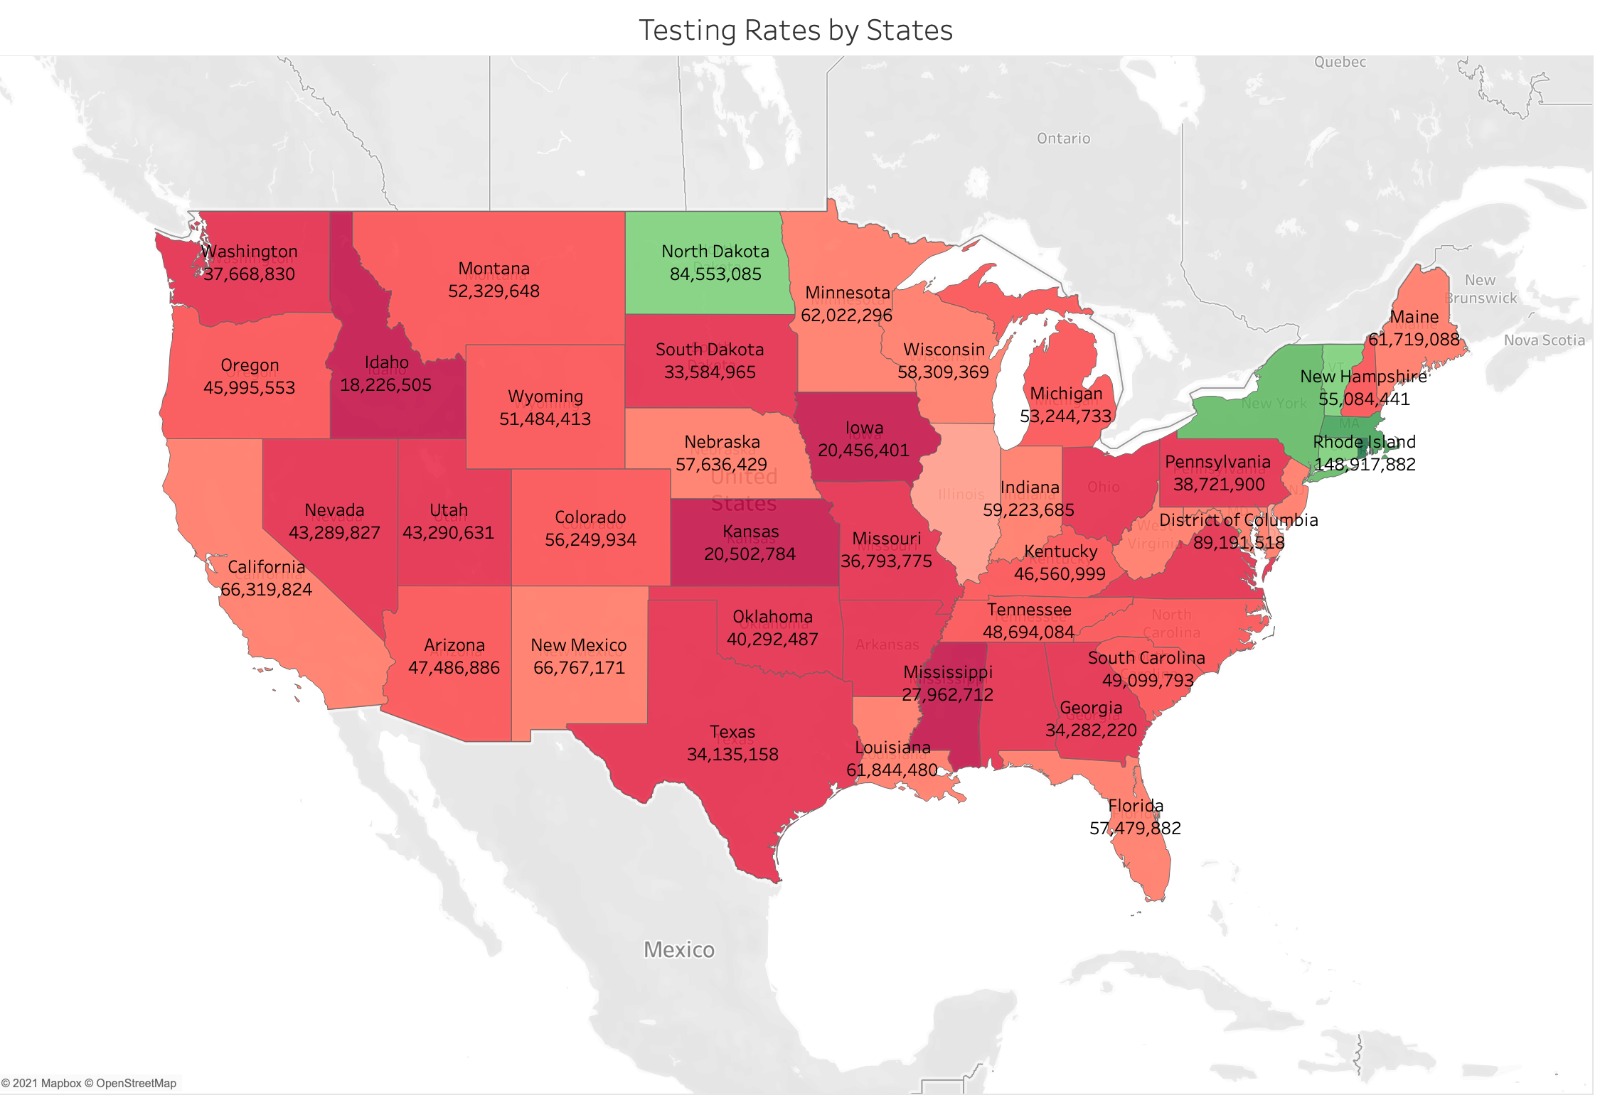 Testing Rates by States
Quebec
Ontario
New
Brunswick
Nova Scotia
Washington
37,668,830
Montana
52,329,648
North Dakota
84,553,085
Minnesota
62,022,296
Maine
61,719,088
Oregon
45,995,553
Idaho
18,226,505
Wyoming
51,484,413
South Dakota
33,584,965
Wisconsin
58,309,369
Michigan
53,244,733
New Hampshire
55,084,441
New York
MA
Rhode Island
148,917,882
Nebraska
57,636,429
United
States
Iowa
20,456,401
Illinois
Indiana
59,223,685
Ohio
Pennsylvania
38,721,900
NJ
Nevada
43,289,827
Utah
43,290,631
Colorado
56,249,934
Kansas
20,502,784
Missouri
36,793,775
West
Virginia
District of Columbia
89,191,518
Kentucky
46,560,999
California
66,319,824
Arizona
47,486,886
New Mexico
66,767,171
Oklahoma
40,292,487
Arkansas
Tennessee
48,694,084
North
Carolina
South Carolina
49,099,793
Mississippi
27,962,712
Georgia
34,282,220
Texas
34,135,158
Louisiana
61,844,480
Florida
57,479,882
Mexico
© 2021 Mapbox © OpenStreetMap